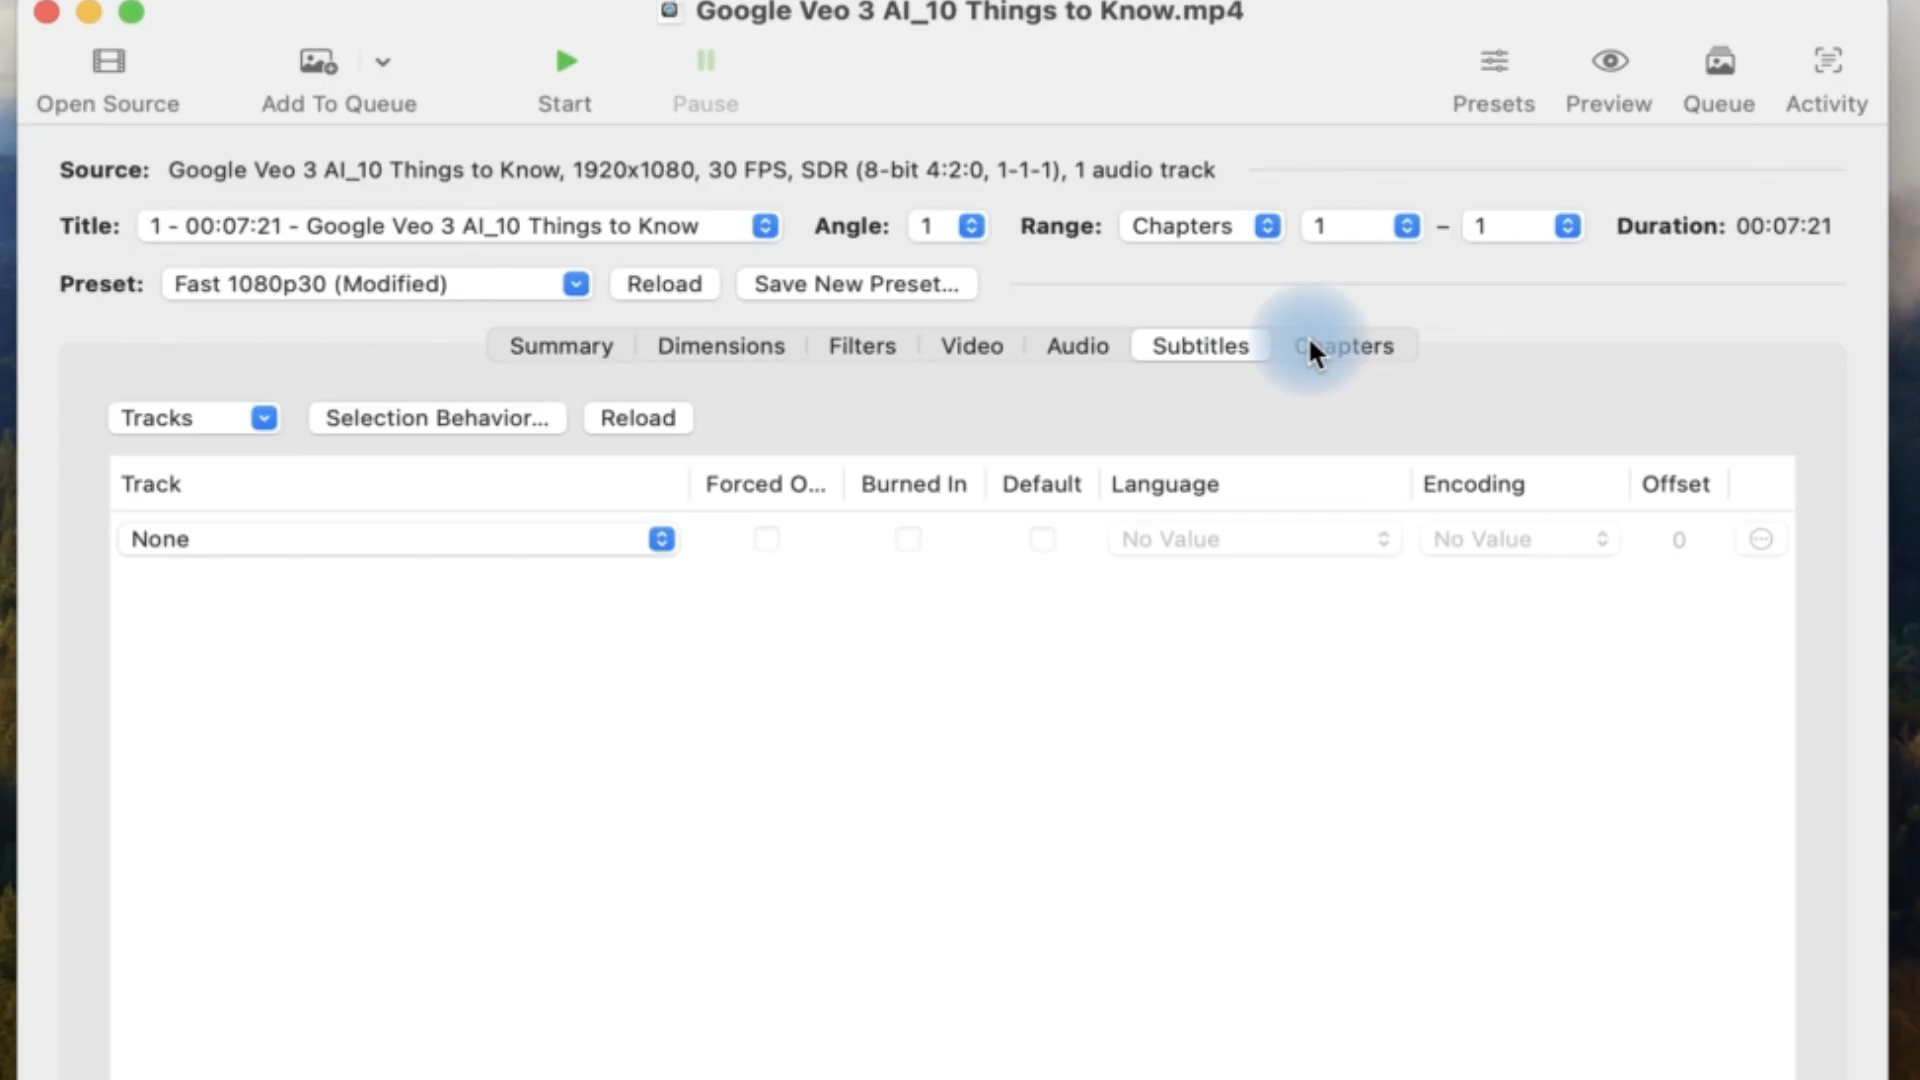 Google Veo 3 AI_10 Things to Know.mp4
Open Source
Add To Queue
Start
Pause
Presets
Preview
Queue
Activity
Source: Google Veo 3 AI_10 Things to Know, 1920x1080, 30 FPS, SDR (8-bit 4:2:0, 1-1-1), 1 audio track
Title: 1 - 00:07:21 - Google Veo 3 AI_10 Things to Know Angle: 1 Range: Chapters 1 – 1 Duration: 00:07:21
Preset: Fast 1080p30 (Modified) Reload Save New Preset...
Summary Dimensions Filters Video Audio Subtitles Chapters
Tracks Selection Behavior... Reload
Track Forced O... Burned In Default Language Encoding Offset
None No Value No Value 0